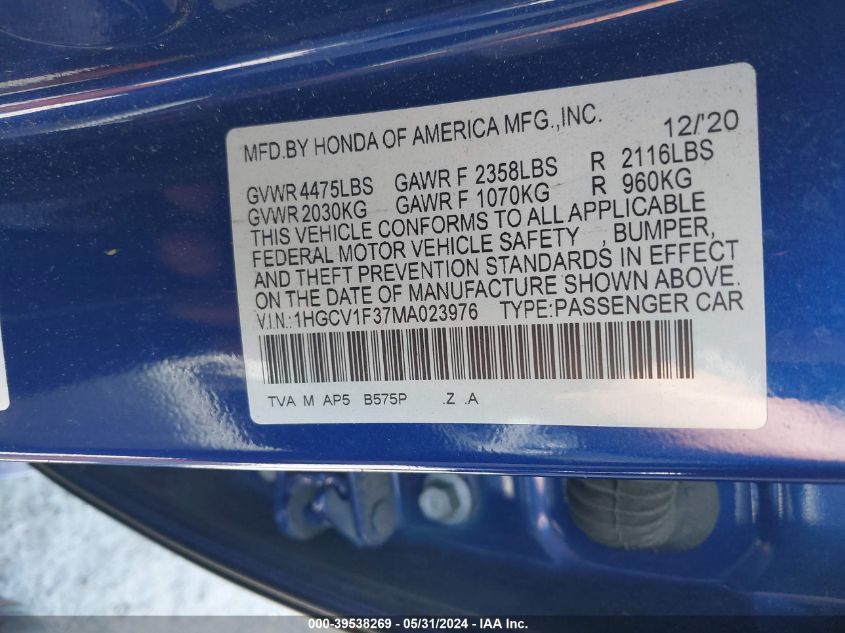 MFD.BY HONDA OF AMERICA MFG.,INC. 12/'20
GVWR 4475LBS GAWR F 2358LBS R 2116LBS
GVWR 2030KG GAWR F 1070KG R 960KG
THIS VEHICLE CONFORMS TO ALL APPLICABLE
FEDERAL MOTOR VEHICLE SAFETY , BUMPER,
AND THEFT PREVENTION STANDARDS IN EFFECT
ON THE DATE OF MANUFACTURE SHOWN ABOVE.
V.I.N.:1HGCV1F37MA023976 TYPE:PASSENGER CAR
TVA M AP5 B575P .Z .A
000-39538269 - 05/31/2024 - IAA Inc.